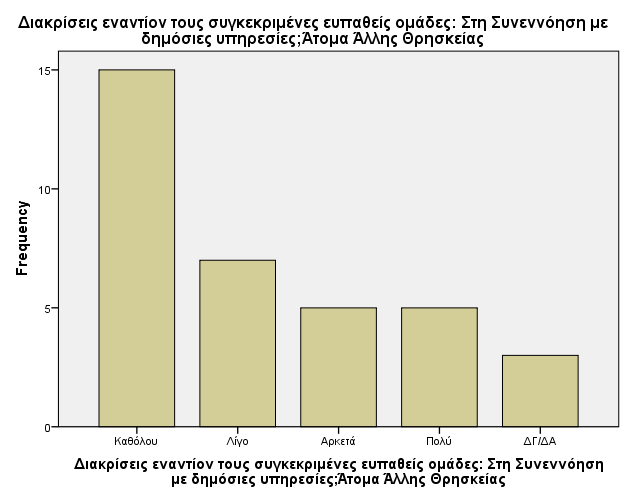 Διακρίσεις εναντίον τους συγκεκριμένες ευπαθείς ομάδες: Στη Συνεννόηση με
δημόσιες υπηρεσίες;Άτομα Άλλης Θρησκείας
Frequency
15
10
5
0
Καθόλου Λίγο Αρκετά Πολύ ΔΓ/ΔΑ
Διακρίσεις εναντίον τους συγκεκριμένες ευπαθείς ομάδες: Στη Συνεννόηση
με δημόσιες υπηρεσίες;Άτομα Άλλης Θρησκείας